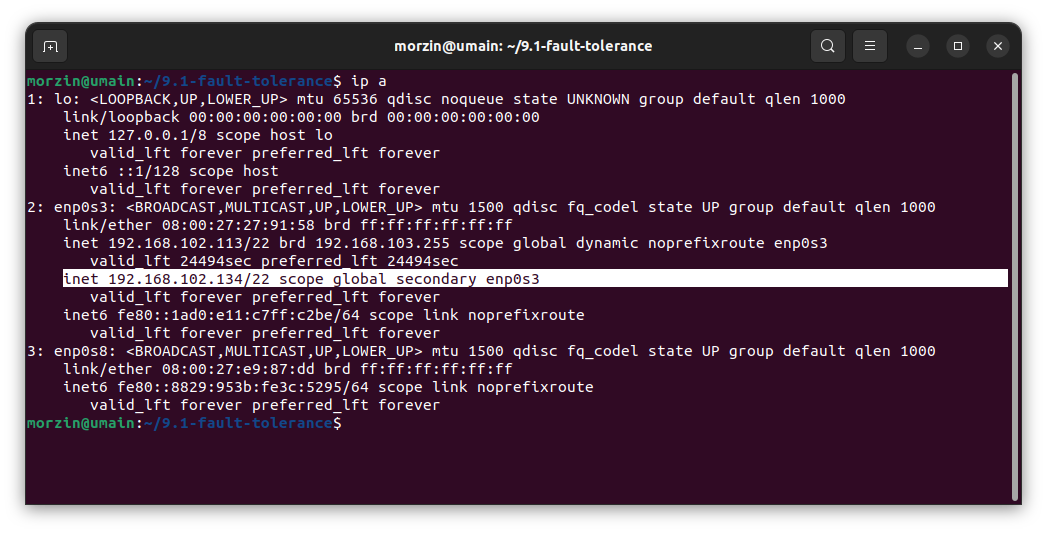 morzin@umain: ~/9.1-fault-tolerance
morzin@umain:~/9.1-fault-tolerance$ ip a
1: lo: <LOOPBACK,UP,LOWER_UP> mtu 65536 qdisc noqueue state UNKNOWN group default qlen 1000
    link/loopback 00:00:00:00:00:00 brd 00:00:00:00:00:00
    inet 127.0.0.1/8 scope host lo
       valid_lft forever preferred_lft forever
    inet6 ::1/128 scope host
       valid_lft forever preferred_lft forever
2: enp0s3: <BROADCAST,MULTICAST,UP,LOWER_UP> mtu 1500 qdisc fq_codel state UP group default qlen 1000
    link/ether 08:00:27:27:91:58 brd ff:ff:ff:ff:ff:ff
    inet 192.168.102.113/22 brd 192.168.103.255 scope global dynamic noprefixroute enp0s3
       valid_lft 24494sec preferred_lft 24494sec
    inet 192.168.102.134/22 scope global secondary enp0s3
       valid_lft forever preferred_lft forever
    inet6 fe80::1ad0:e11:c7ff:c2be/64 scope link noprefixroute
       valid_lft forever preferred_lft forever
3: enp0s8: <BROADCAST,MULTICAST,UP,LOWER_UP> mtu 1500 qdisc fq_codel state UP group default qlen 1000
    link/ether 08:00:27:e9:87:dd brd ff:ff:ff:ff:ff:ff
    inet6 fe80::8829:953b:fe3c:5295/64 scope link noprefixroute
       valid_lft forever preferred_lft forever
morzin@umain:~/9.1-fault-tolerance$